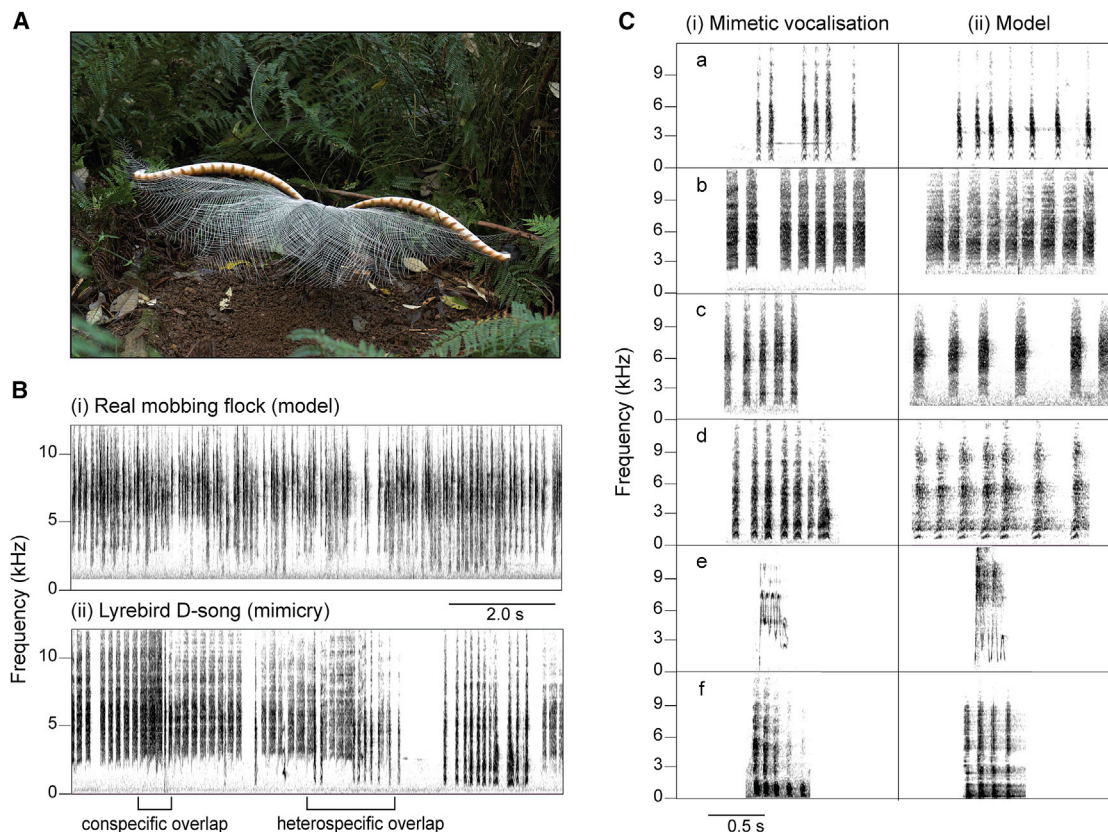 A
B
(i) Real mobbing flock (model)
10
5
0
2.0 s
(ii) Lyrebird D-song (mimicry)
10
5
0
Frequency (kHz)
conspecific overlap
heterospecific overlap
C
(i) Mimetic vocalisation
(ii) Model
Frequency (kHz)
a
9
6
3
0
b
9
6
3
0
c
9
6
3
0
d
9
6
3
0
e
9
6
3
0
f
9
6
3
0
0.5 s